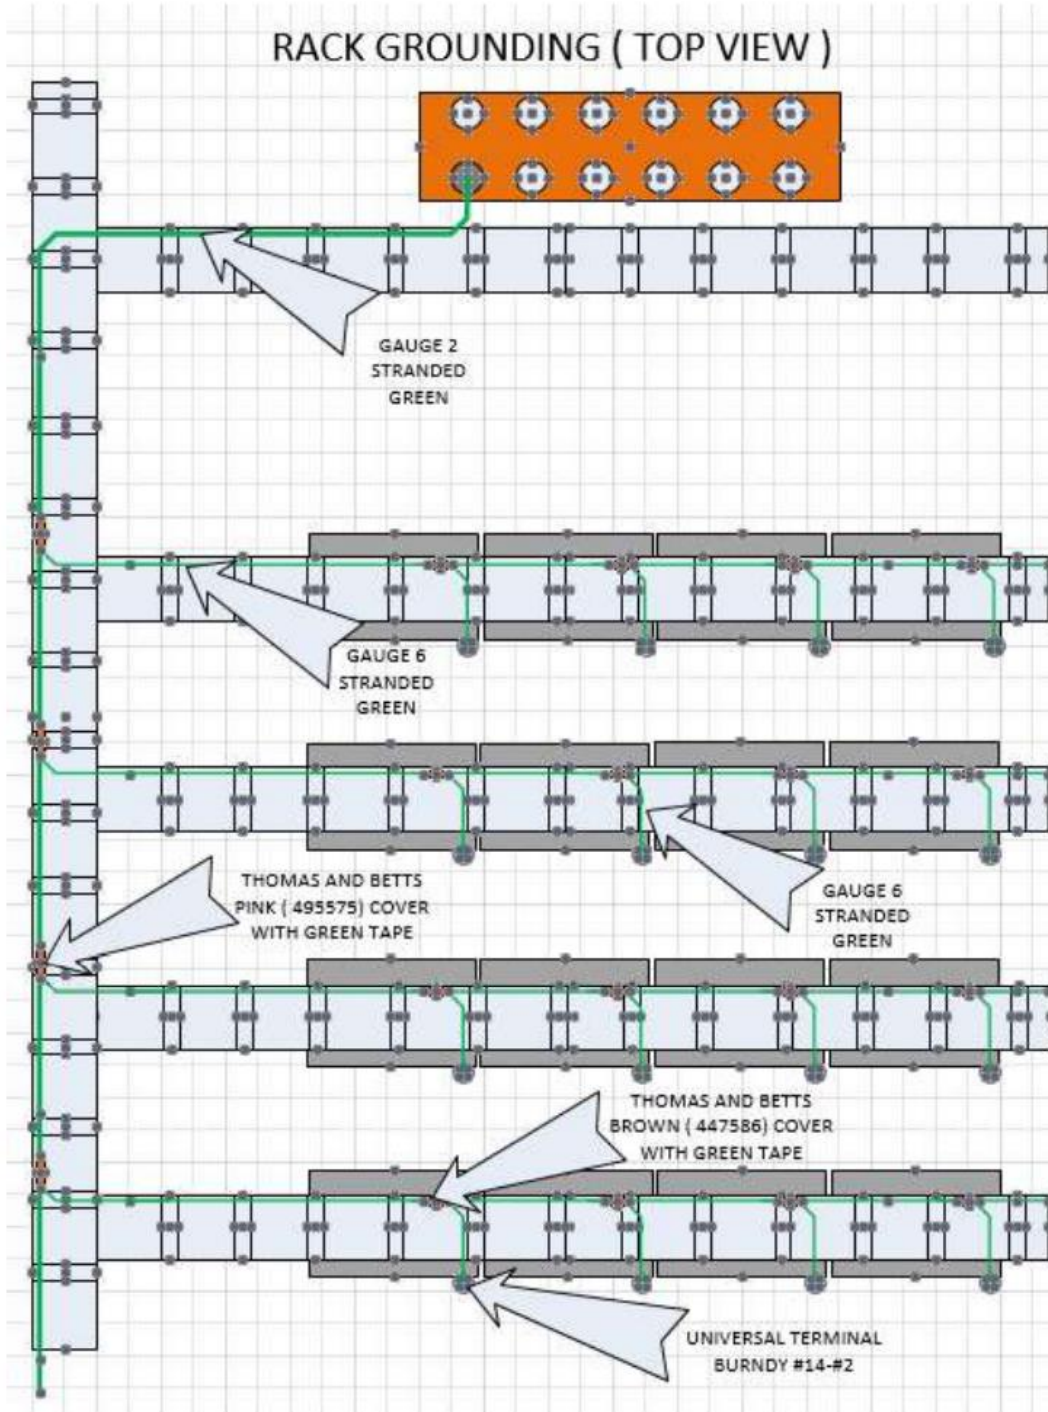 RACK GROUNDING ( TOP VIEW )
GAUGE 2
STRANDED
GREEN
GAUGE 6
STRANDED
GREEN
THOMAS AND BETTS
PINK ( 495575) COVER
WITH GREEN TAPE
GAUGE 6
STRANDED
GREEN
THOMAS AND BETTS
BROWN ( 447586) COVER
WITH GREEN TAPE
UNIVERSAL TERMINAL
BURNDY #14-#2